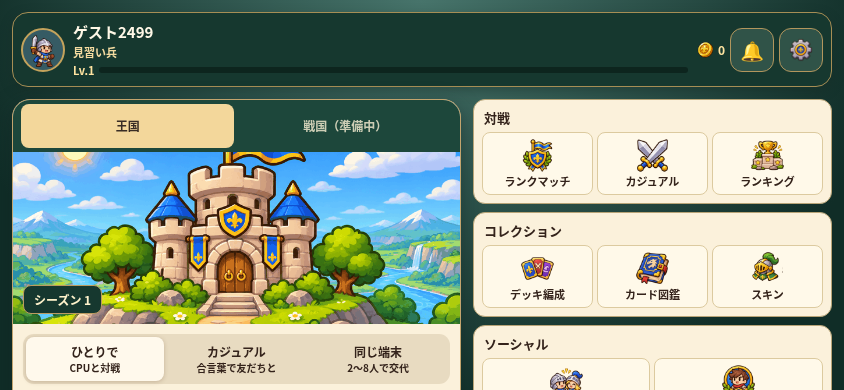 ゲスト2499
見習い兵
Lv.1
0
王国
戦国（準備中）
シーズン 1
ひとりで
CPUと対戦
カジュアル
合言葉で友だちと
同じ端末
2〜8人で交代
対戦
ランクマッチ
カジュアル
ランキング
コレクション
デッキ編成
カード図鑑
スキン
ソーシャル